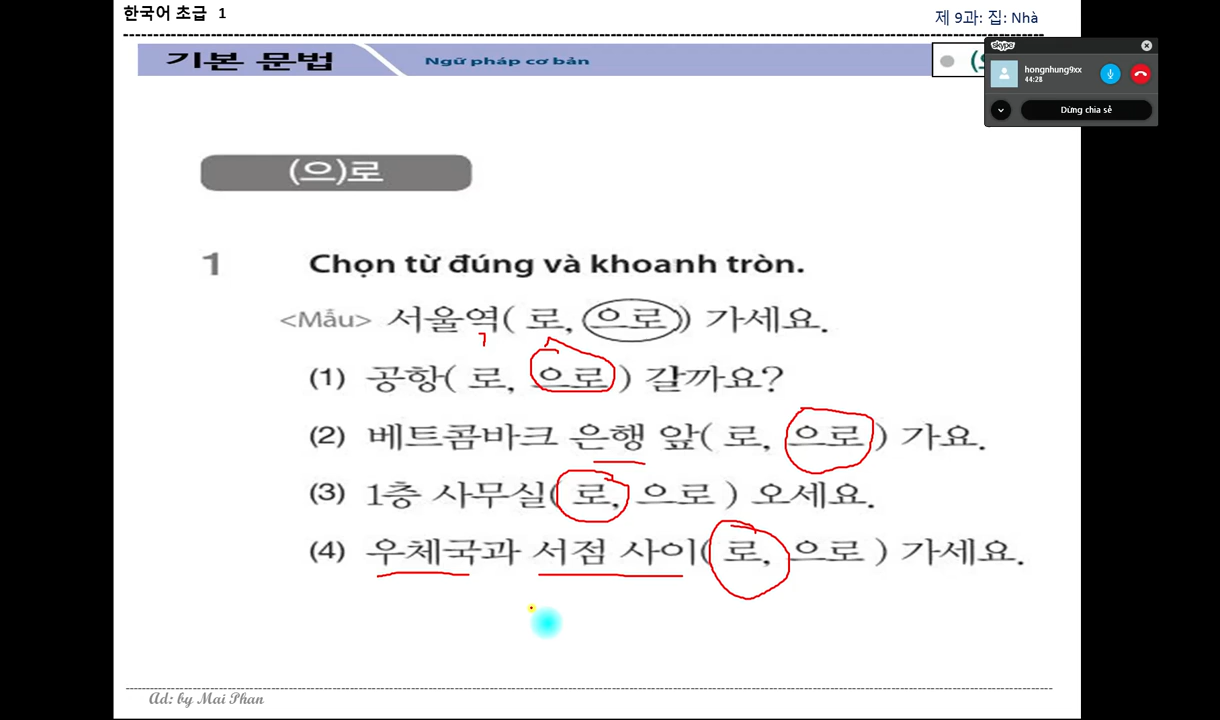 한국어 초급 1
제 9과: 집: Nhà
기본 문법
Ngữ pháp cơ bản
skype
hongnhung9xx
44:28
Dừng chia sẻ
(으)로
1 Chọn từ đúng và khoanh tròn.
<Mẫu> 서울역( 로, 으로) 가세요.
ㄱ
(1) 공항( 로, 으로 ) 갈까요?
(2) 베트콤바크 은행 앞( 로, 으로 ) 가요.
(3) 1층 사무실( 로, 으로 ) 오세요.
(4) 우체국과 서점 사이( 로, 으로 ) 가세요.
Ad: by Mai Phan